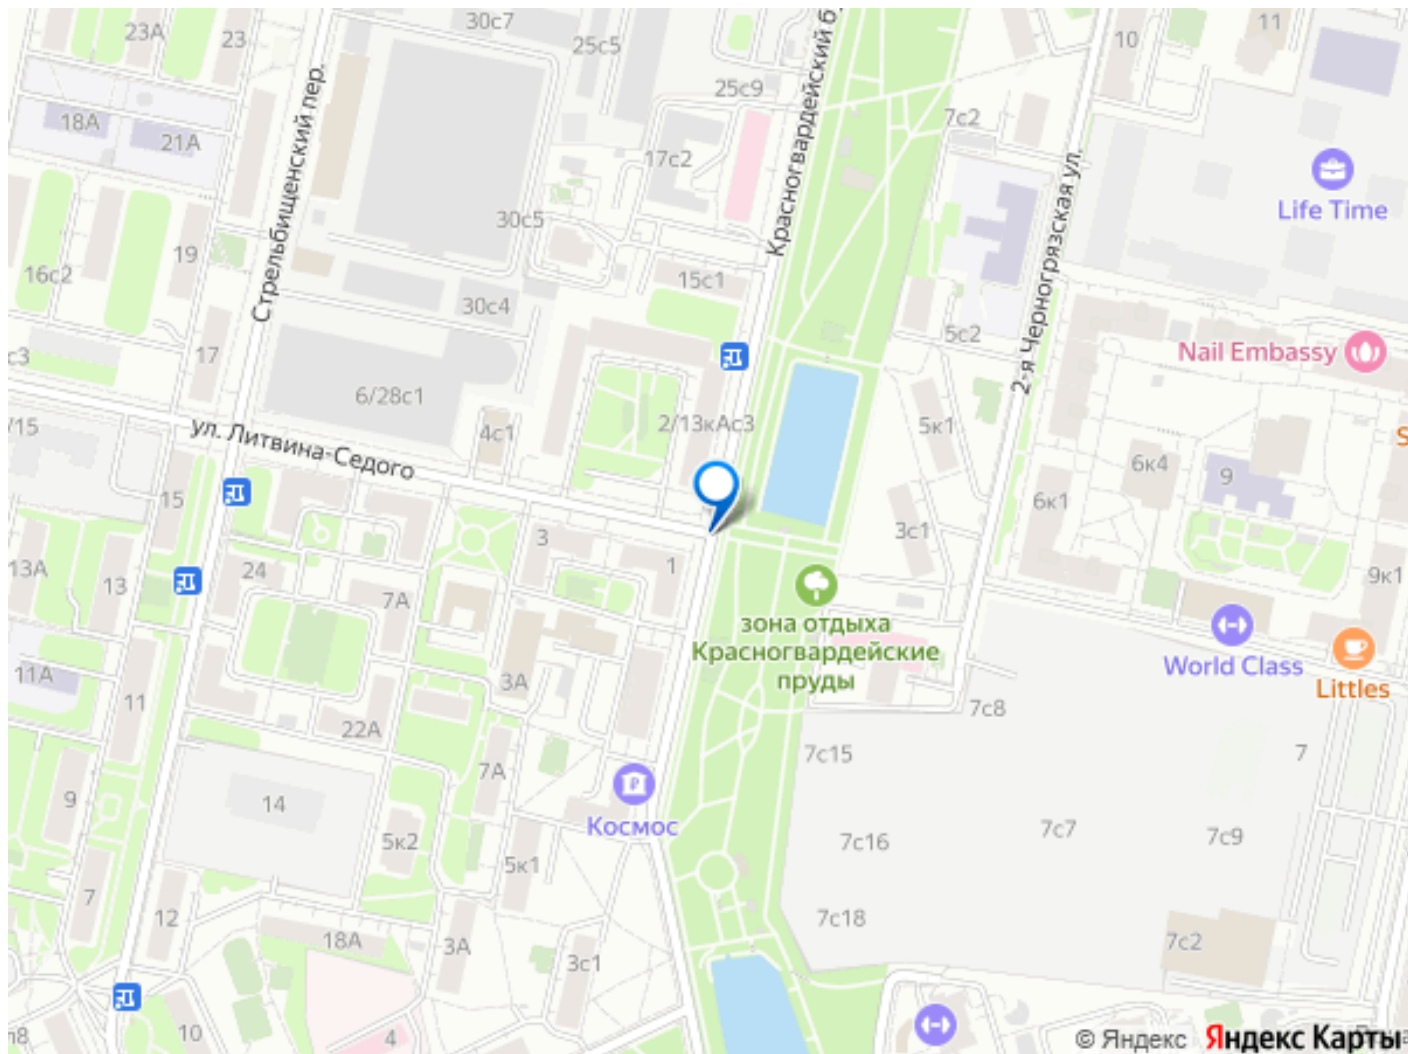 30с7
11
23А
23
25с5
10
Красногвардейский б
25с9
7с2
18А
21А
Стрельбищенский пер.
17с2
Life Time
30с5
2-я Черногрязская ул.
19
16с2
15с1
30с4
5с2
17
Nail Embassy
с3
6/28с1
2/13кАс3
5к1
/15
ул. Литвина-Седого
4с1
S
6к4
9
15
6к1
3с1
3
1
13А
24
13
7А
9к1
зона отдыха
Красногвардейские
пруды
World Class
Littles
11А
3А
11
22А
7с8
7с15
7
7А
9
14
Космос
7с16
7с7
7с9
5к2
5к1
7
12
18А
3А
3с1
7с18
7с2
10
4
© Яндекс
Яндекс Карты